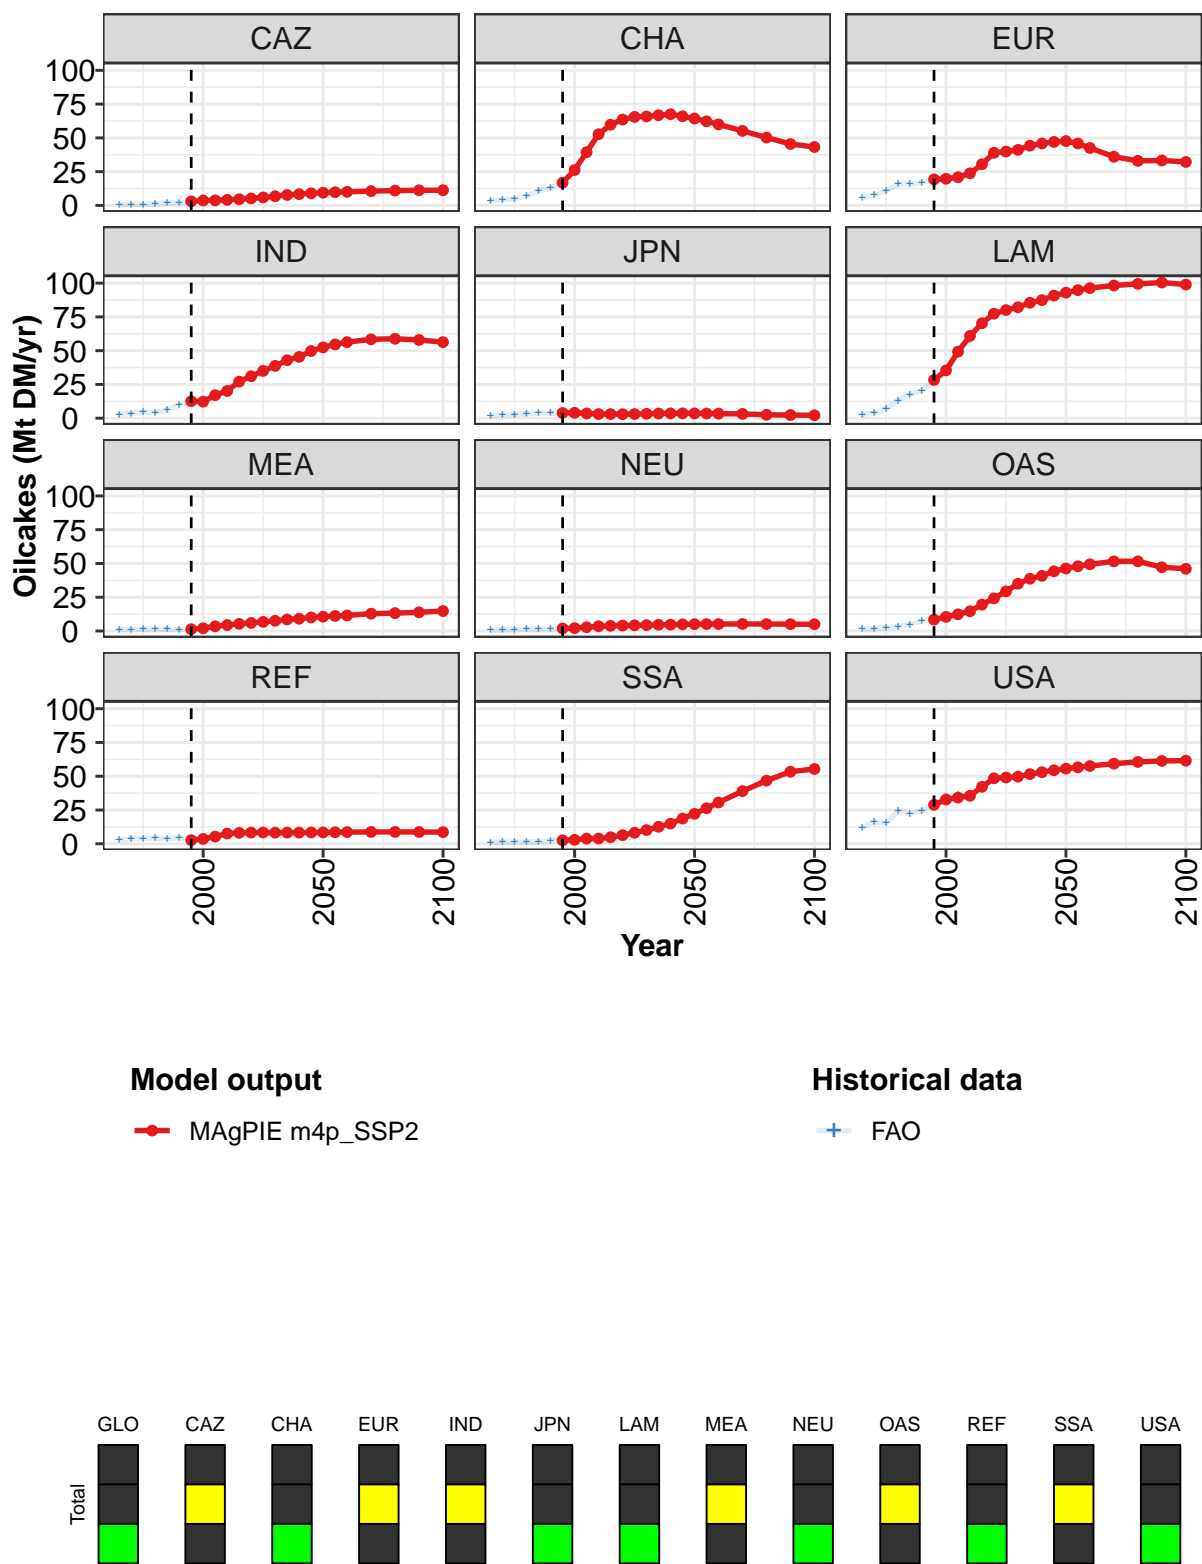 CAZ CHA EUR
100
75
50
25
0
IND JPN LAM
100
75
50
25
0
MEA NEU OAS
100
75
50
25
0
REF SSA USA
100
75
50
25
0
Oilcakes (Mt DM/yr)
2000 2050 2100 2000 2050 2100 2000 2050 2100
Year
Model output Historical data
MAgPIE m4p_SSP2 FAO
GLO CAZ CHA EUR IND JPN LAM MEA NEU OAS REF SSA USA
Total